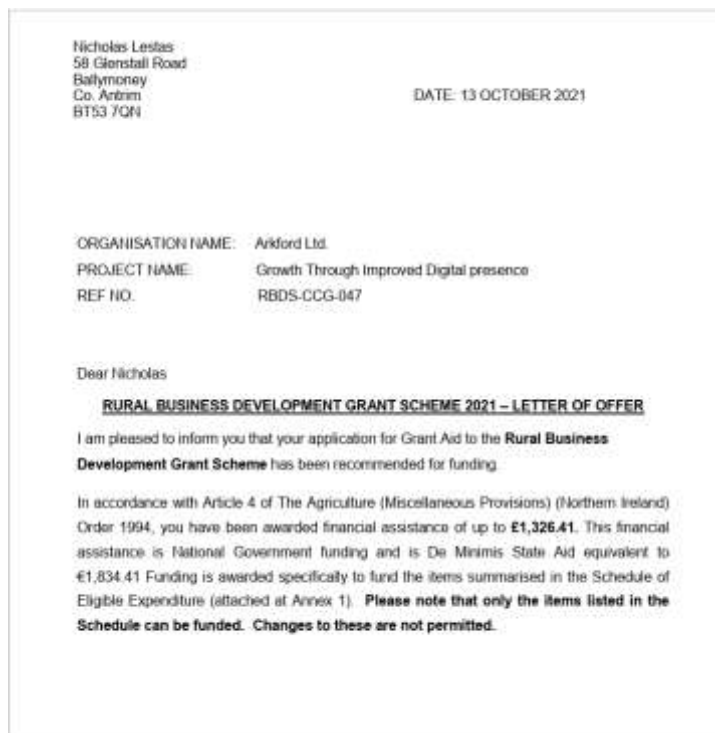 Nicholas Lestas
58 Glenstall Road
Ballymoney
Co. Antrim
DATE: 13 OCTOBER 2021
BT53 7QN
ORGANISATION NAME: Arkford Ltd.
PROJECT NAME: Growth Through Improved Digital presence
REF NO. RBDS-CCG-047
Dear Nicholas
RURAL BUSINESS DEVELOPMENT GRANT SCHEME 2021 – LETTER OF OFFER
I am pleased to inform you that your application for Grant Aid to the Rural Business
Development Grant Scheme has been recommended for funding.
In accordance with Article 4 of The Agriculture (Miscellaneous Provisions) (Northern Ireland)
Order 1994, you have been awarded financial assistance of up to £1,326.41. This financial
assistance is National Government funding and is De Minimis State Aid equivalent to
€1,834.41 Funding is awarded specifically to fund the items summarised in the Schedule of
Eligible Expenditure (attached at Annex 1). Please note that only the items listed in the
Schedule can be funded. Changes to these are not permitted.